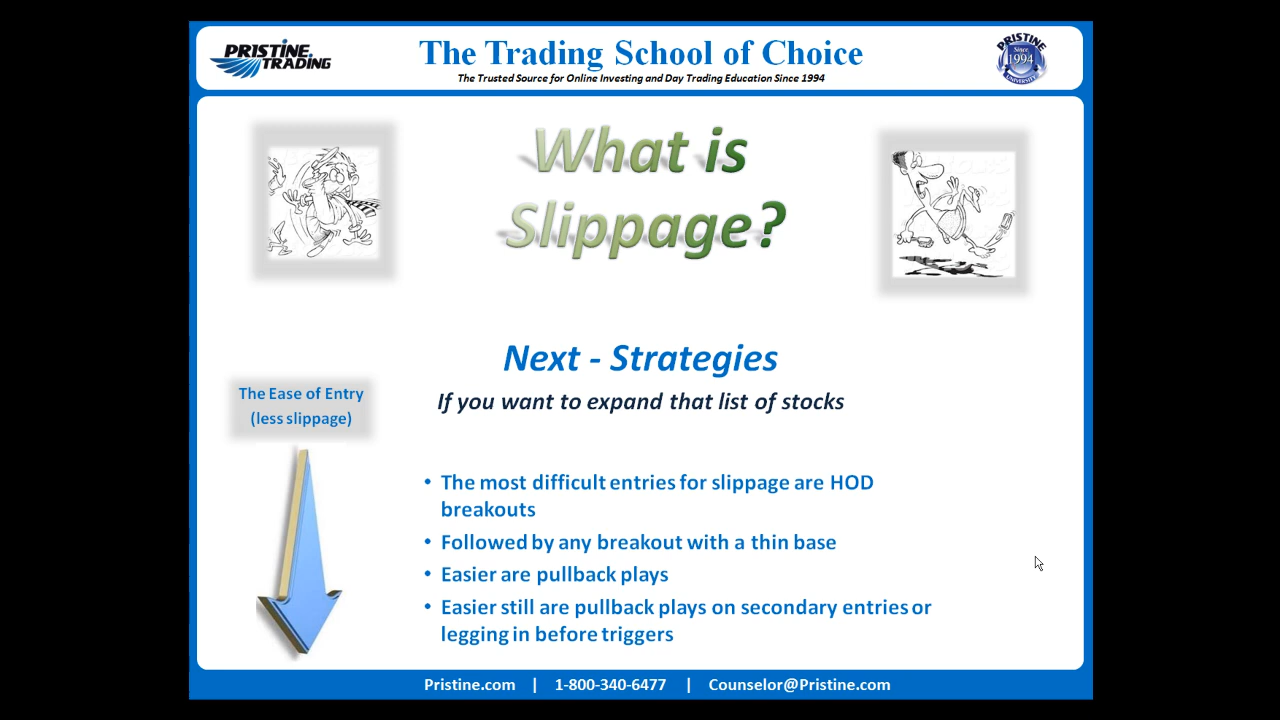 PRISTINE.
TRADING
The Trading School of Choice
The Trusted Source for Online Investing and Day Trading Education Since 1994
PRISTINE
Since
1994
UNIVERSITY
What is
Slippage?
Next - Strategies
If you want to expand that list of stocks
The Ease of Entry
(less slippage)
• The most difficult entries for slippage are HOD
breakouts
• Followed by any breakout with a thin base
• Easier are pullback plays
• Easier still are pullback plays on secondary entries or
legging in before triggers
Pristine.com | 1-800-340-6477 | Counselor@Pristine.com